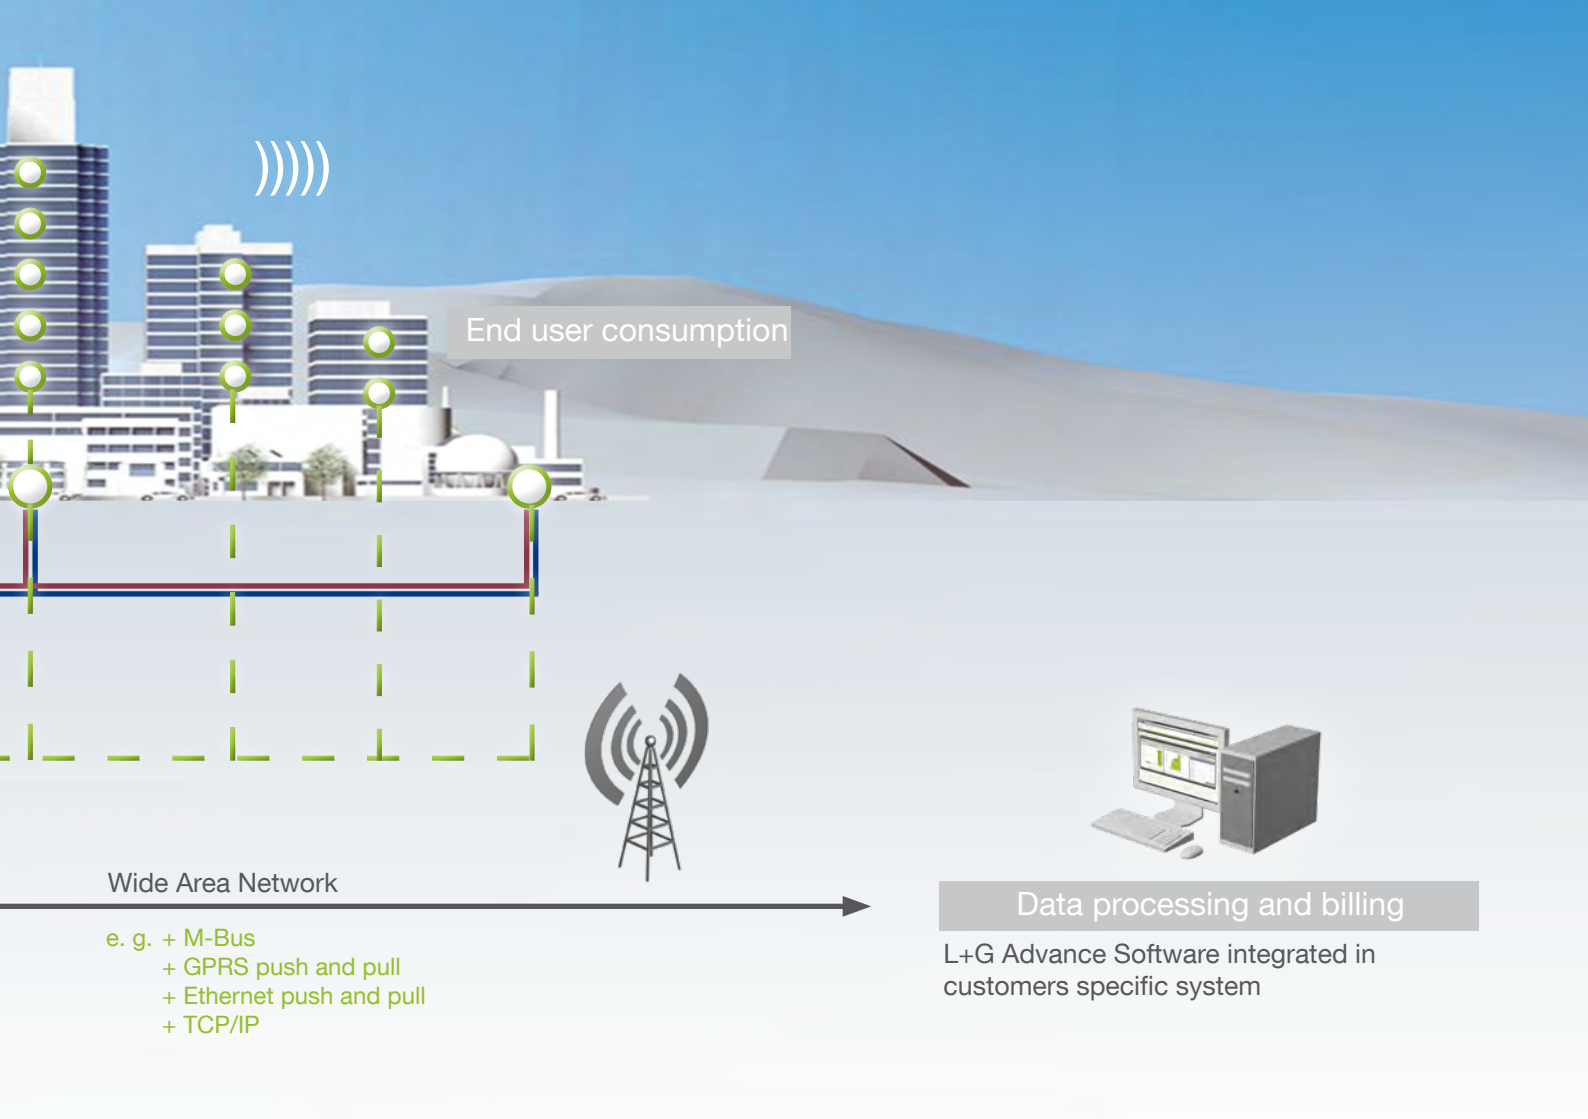 End user consumption
Wide Area Network
e. g. + M-Bus
+ GPRS push and pull
+ Ethernet push and pull
+ TCP/IP
Data processing and billing
L+G Advance Software integrated in
customers specific system